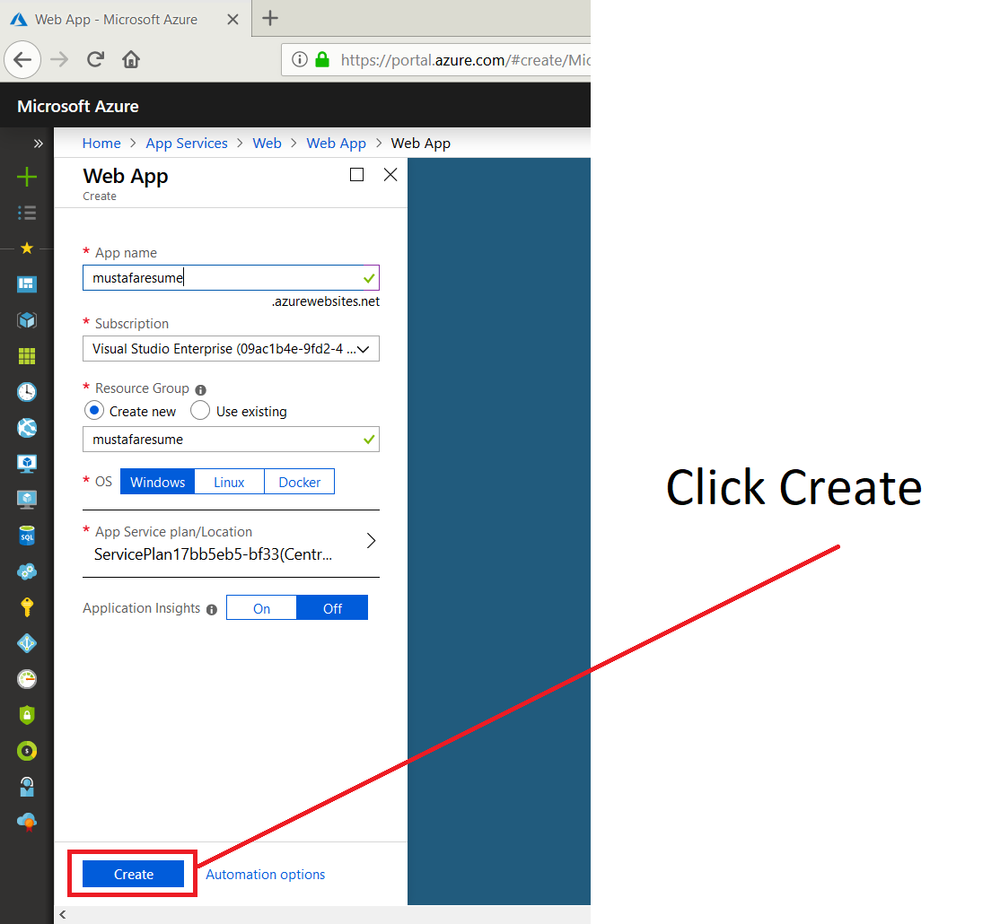 Web App - Microsoft Azure
https://portal.azure.com/#create/Mic
Microsoft Azure
Home > App Services > Web > Web App > Web App
Web App
Create
* App name
mustafaresume
.azurewebsites.net
* Subscription
Visual Studio Enterprise (09ac1b4e-9fd2-4 ...
* Resource Group
Create new Use existing
mustafaresume
* OS Windows Linux Docker
* App Service plan/Location
ServicePlan17bb5eb5-bf33(Centr...
Application Insights On Off
Create Automation options
Click Create
SQL